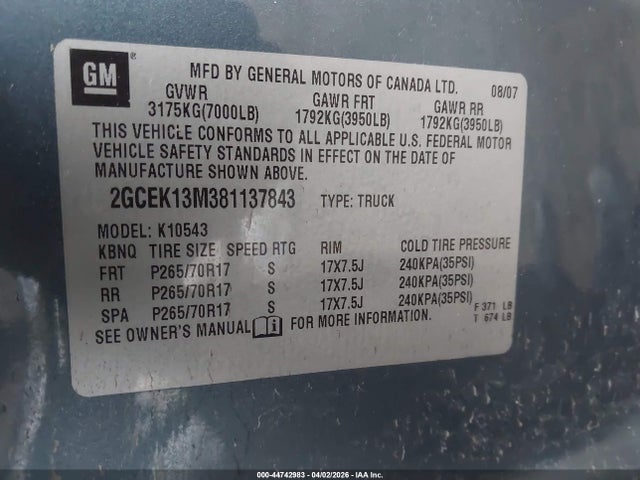 GM
MFD BY GENERAL MOTORS OF CANADA LTD. 08/07
GVWR GAWR FRT GAWR RR
3175KG(7000LB) 1792KG(3950LB) 1792KG(3950LB)
THIS VEHICLE CONFORMS TO ALL APPLICABLE U.S. FEDERAL MOTOR
VEHICLE SAFETY STANDARDS IN EFFECT ON THE DATE OF
MANUFACTURE SHOWN ABOVE.
2GCEK13M381137843 TYPE: TRUCK
MODEL: K10543
KBNQ TIRE SIZE SPEED RTG RIM COLD TIRE PRESSURE
FRT P265/70R17 S 17X7.5J 240KPA(35PSI)
RR P265/70R17 S 17X7.5J 240KPA(35PSI)
SPA P265/70R17 S 17X7.5J 240KPA(35PSI) F 371 LB
SEE OWNER'S MANUAL FOR MORE INFORMATION. T 674 LB
000-44742983 - 04/02/2026 - IAA Inc.